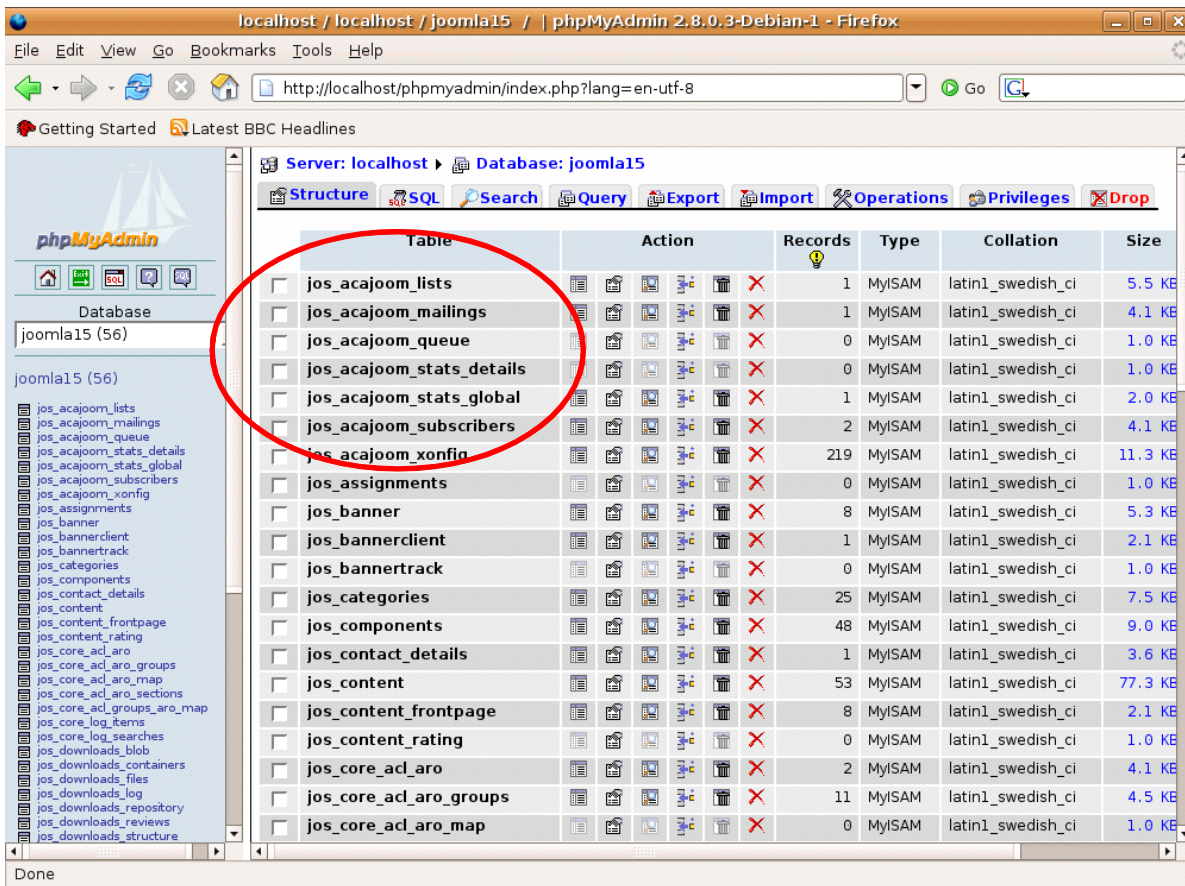 localhost / localhost / joomla15 / | phpMyAdmin 2.8.0.3-Debian-1 - Firefox
File Edit View Go Bookmarks Tools Help
http://localhost/phpmyadmin/index.php?lang=en-utf-8 Go G
Getting Started Latest BBC Headlines
phpMyAdmin
Exit SQL ? SQL
Database
joomla15 (56)
joomla15 (56)
jos_acajoom_lists
jos_acajoom_mailings
jos_acajoom_queue
jos_acajoom_stats_details
jos_acajoom_stats_global
jos_acajoom_subscribers
jos_acajoom_xonfig
jos_assignments
jos_banner
jos_bannerclient
jos_bannertrack
jos_categories
jos_components
jos_contact_details
jos_content
jos_content_frontpage
jos_content_rating
jos_core_acl_aro
jos_core_acl_aro_groups
jos_core_acl_aro_map
jos_core_acl_aro_sections
jos_core_acl_groups_aro_map
jos_core_log_items
jos_core_log_searches
jos_downloads_blob
jos_downloads_containers
jos_downloads_files
jos_downloads_log
jos_downloads_repository
jos_downloads_reviews
jos_downloads_structure
Server: localhost Database: joomla15
Structure SQL Search Query Export Import Operations Privileges Drop
Table Action Records Type Collation Size
jos_acajoom_lists 1 MyISAM latin1_swedish_ci 5.5 KB
jos_acajoom_mailings 1 MyISAM latin1_swedish_ci 4.1 KB
jos_acajoom_queue 0 MyISAM latin1_swedish_ci 1.0 KB
jos_acajoom_stats_details 0 MyISAM latin1_swedish_ci 1.0 KB
jos_acajoom_stats_global 1 MyISAM latin1_swedish_ci 2.0 KB
jos_acajoom_subscribers 2 MyISAM latin1_swedish_ci 4.1 KB
jos_acajoom_xonfig 219 MyISAM latin1_swedish_ci 11.3 KB
jos_assignments 0 MyISAM latin1_swedish_ci 1.0 KB
jos_banner 8 MyISAM latin1_swedish_ci 5.3 KB
jos_bannerclient 1 MyISAM latin1_swedish_ci 2.1 KB
jos_bannertrack 0 MyISAM latin1_swedish_ci 1.0 KB
jos_categories 25 MyISAM latin1_swedish_ci 7.5 KB
jos_components 48 MyISAM latin1_swedish_ci 9.0 KB
jos_contact_details 1 MyISAM latin1_swedish_ci 3.6 KB
jos_content 53 MyISAM latin1_swedish_ci 77.3 KB
jos_content_frontpage 8 MyISAM latin1_swedish_ci 2.1 KB
jos_content_rating 0 MyISAM latin1_swedish_ci 1.0 KB
jos_core_acl_aro 2 MyISAM latin1_swedish_ci 4.1 KB
jos_core_acl_aro_groups 11 MyISAM latin1_swedish_ci 4.5 KB
jos_core_acl_aro_map 0 MyISAM latin1_swedish_ci 1.0 KB
Done